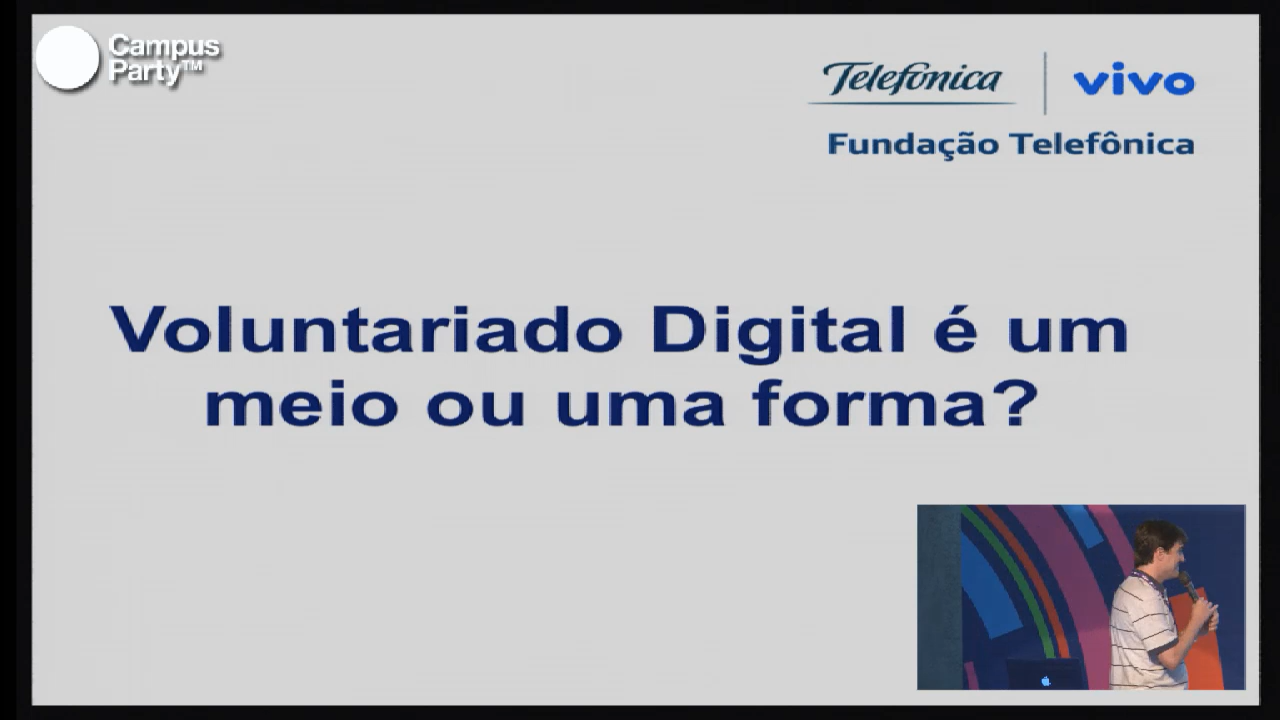 Campus
Party™
Telefónica
vivo
Fundação Telefônica
Voluntariado Digital é um
meio ou uma forma?